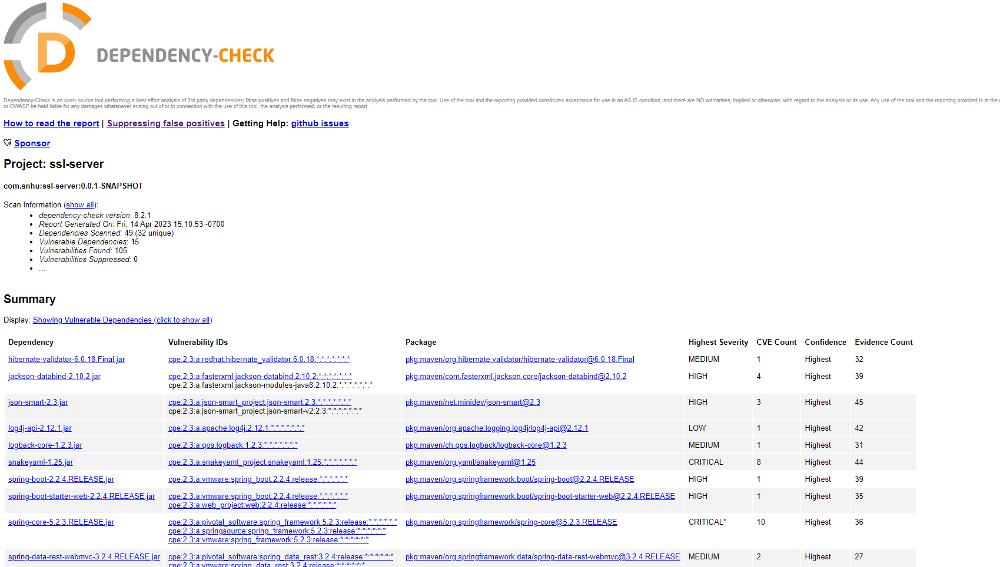 D DEPENDENCY-CHECK
Dependency-Check is an open source tool performing a best effort analysis of 3rd party dependencies; false positives and false negatives may exist in the analysis performed by the tool. Use of the tool and the reporting provided constitutes acceptance for use in an AS IS condition, and there are NO warranties, implied or otherwise, with regard to the analysis or its use. Any use of the tool and the reporting provided is at the
or OWASP be held liable for any damages whatsoever arising out of or in connection with the use of this tool, the analysis performed, or the resulting report.
How to read the report | Suppressing false positives | Getting Help: github issues
Sponsor
Project: ssl-server
com.snhu:ssl-server:0.0.1-SNAPSHOT
Scan Information (show all):
• dependency-check version: 8.2.1
• Report Generated On: Fri, 14 Apr 2023 15:10:53 -0700
• Dependencies Scanned: 49 (32 unique)
• Vulnerable Dependencies: 15
• Vulnerabilities Found: 105
• Vulnerabilities Suppressed: 0
• ...
Summary
Display: Showing Vulnerable Dependencies (click to show all)
Dependency Vulnerability IDs Package Highest Severity CVE Count Confidence Evidence Count
hibernate-validator-6.0.18.Final.jar cpe:2.3:a:redhat:hibernate_validator:6.0.18:*:*:*:*:*:*:* pkg:maven/org.hibernate.validator/hibernate-validator@6.0.18.Final MEDIUM 1 Highest 32
jackson-databind-2.10.2.jar cpe:2.3:a:fasterxml:jackson-databind:2.10.2:*:*:*:*:*:*:* pkg:maven/com.fasterxml.jackson.core/jackson-databind@2.10.2 HIGH 4 Highest 39
cpe:2.3:a:fasterxml:jackson-modules-java8:2.10.2:*:*:*:*:*:*:*
json-smart-2.3.jar cpe:2.3:a:json-smart_project:json-smart:2.3:*:*:*:*:*:*:* pkg:maven/net.minidev/json-smart@2.3 HIGH 3 Highest 45
cpe:2.3:a:json-smart_project:json-smart-v2:2.3:*:*:*:*:*:*:*
log4j-api-2.12.1.jar cpe:2.3:a:apache:log4j:2.12.1:*:*:*:*:*:*:* pkg:maven/org.apache.logging.log4j/log4j-api@2.12.1 LOW 1 Highest 42
logback-core-1.2.3.jar cpe:2.3:a:qos:logback:1.2.3:*:*:*:*:*:*:* pkg:maven/ch.qos.logback/logback-core@1.2.3 MEDIUM 1 Highest 31
snakeyaml-1.25.jar cpe:2.3:a:snakeyaml_project:snakeyaml:1.25:*:*:*:*:*:*:* pkg:maven/org.yaml/snakeyaml@1.25 CRITICAL 8 Highest 44
spring-boot-2.2.4.RELEASE.jar cpe:2.3:a:vmware:spring_boot:2.2.4:release:*:*:*:*:*:* pkg:maven/org.springframework.boot/spring-boot@2.2.4.RELEASE HIGH 1 Highest 39
spring-boot-starter-web-2.2.4.RELEASE.jar cpe:2.3:a:vmware:spring_boot:2.2.4:release:*:*:*:*:*:* pkg:maven/org.springframework.boot/spring-boot-starter-web@2.2.4.RELEASE HIGH 1 Highest 35
cpe:2.3:a:web_project:web:2.2.4:release:*:*:*:*:*:*
spring-core-5.2.3.RELEASE.jar cpe:2.3:a:pivotal_software:spring_framework:5.2.3:release:*:*:*:*:*:* pkg:maven/org.springframework/spring-core@5.2.3.RELEASE CRITICAL* 10 Highest 36
cpe:2.3:a:springsource:spring_framework:5.2.3:release:*:*:*:*:*:*
cpe:2.3:a:vmware:spring_framework:5.2.3:release:*:*:*:*:*:*
spring-data-rest-webmvc-3.2.4.RELEASE.jar cpe:2.3:a:pivotal_software:spring_data_rest:3.2.4:release:*:*:*:*:*:* pkg:maven/org.springframework.data/spring-data-rest-webmvc@3.2.4.RELEASE MEDIUM 2 Highest 27
cpe:2.3:a:vmware:spring_data_rest:3.2.4:release:*:*:*:*:*:*